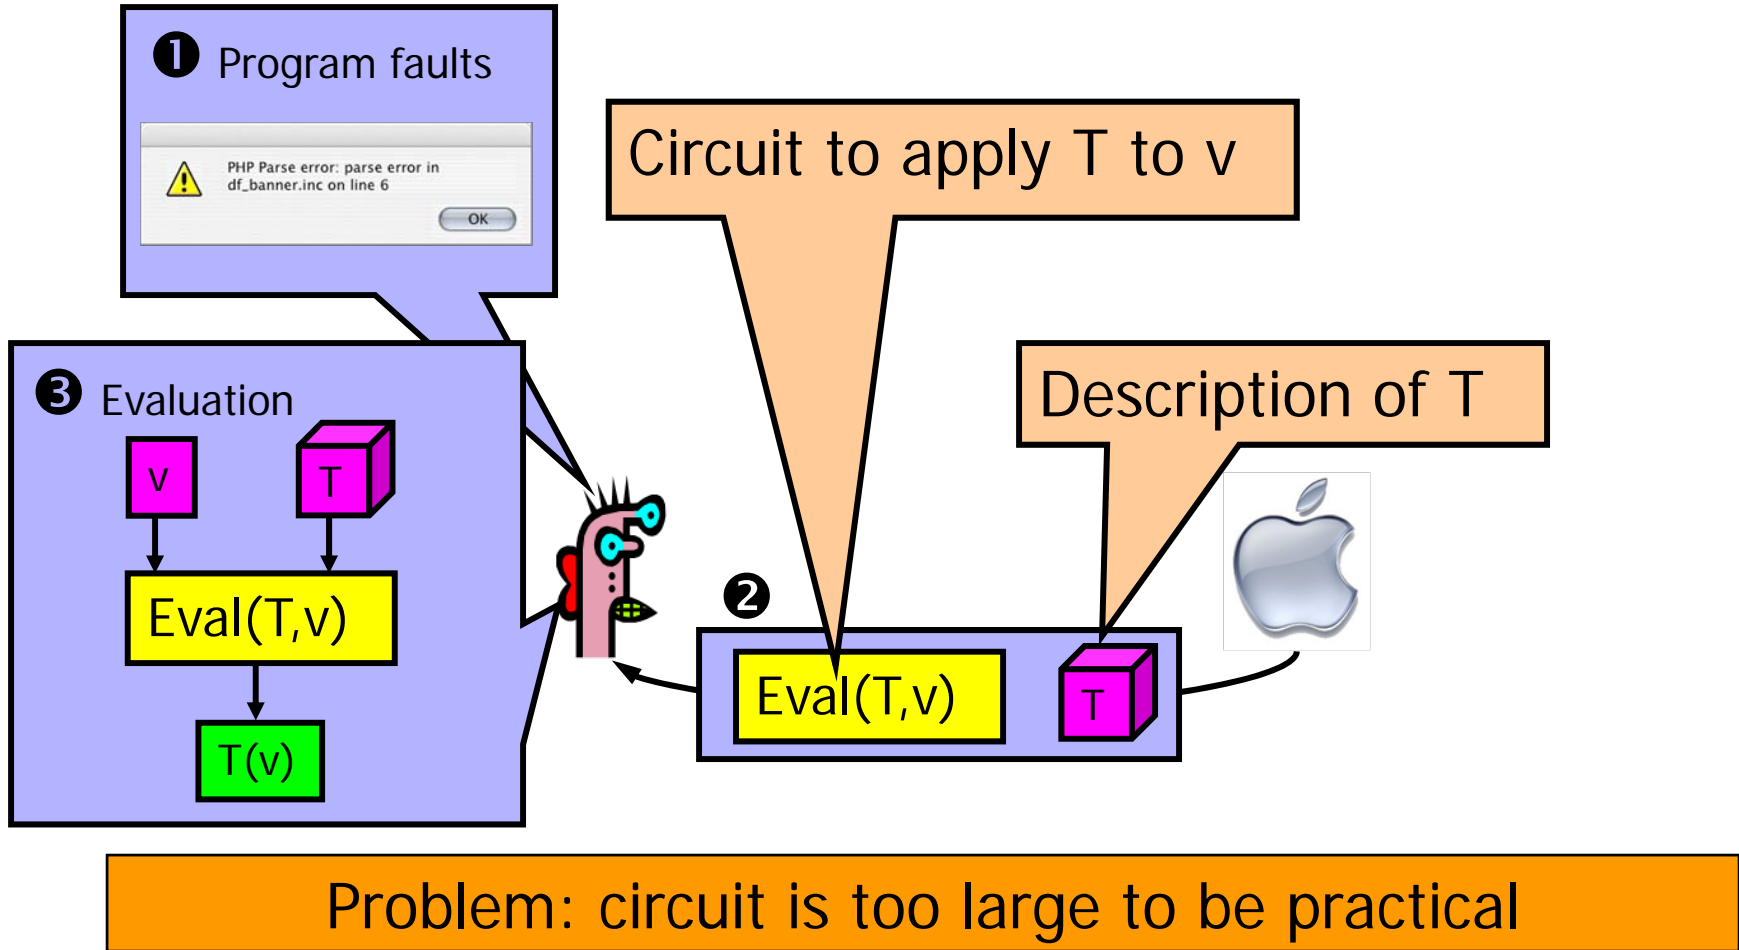 ❶ Program faults
PHP Parse error: parse error in
df_banner.inc on line 6
OK
Circuit to apply T to v
Description of T
❸ Evaluation
v
T
Eval(T,v)
T(v)
❷
Eval(T,v)
T
Problem: circuit is too large to be practical